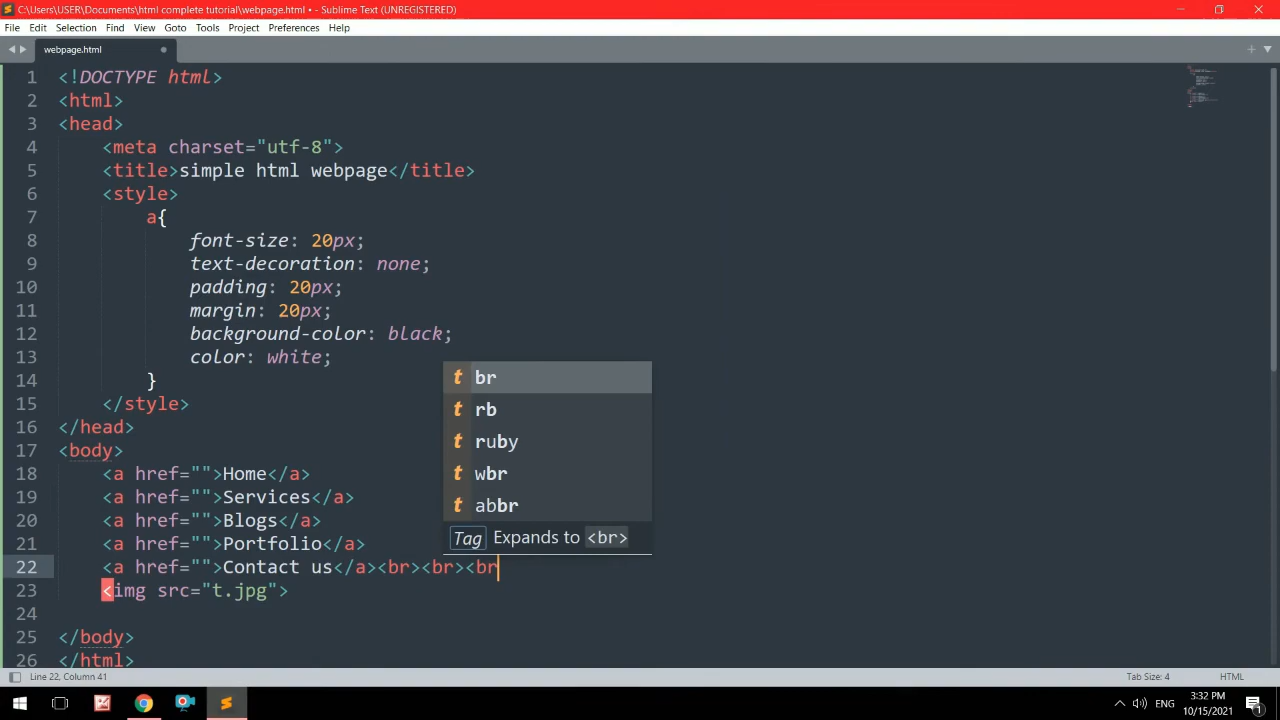 C:\Users\USER\Documents\html complete tutorial\webpage.html • - Sublime Text (UNREGISTERED)
File Edit Selection Find View Goto Tools Project Preferences Help
webpage.html
1 <!DOCTYPE html>
2 <html>
3 <head>
4 <meta charset="utf-8">
5 <title>simple html webpage</title>
6 <style>
7 a{
8 font-size: 20px;
9 text-decoration: none;
10 padding: 20px;
11 margin: 20px;
12 background-color: black;
13 color: white;
14 }
15 </style>
16 </head>
17 <body>
18 <a href="">Home</a>
19 <a href="">Services</a>
20 <a href="">Blogs</a>
21 <a href="">Portfolio</a>
22 <a href="">Contact us</a><br><br><br
23 <img src="t.jpg">
24
25 </body>
26 </html>
t br
t rb
t ruby
t wbr
t abbr
Tag Expands to <br>
Line 22, Column 41 Tab Size: 4 HTML
ENG 3:32 PM
10/15/2021 1